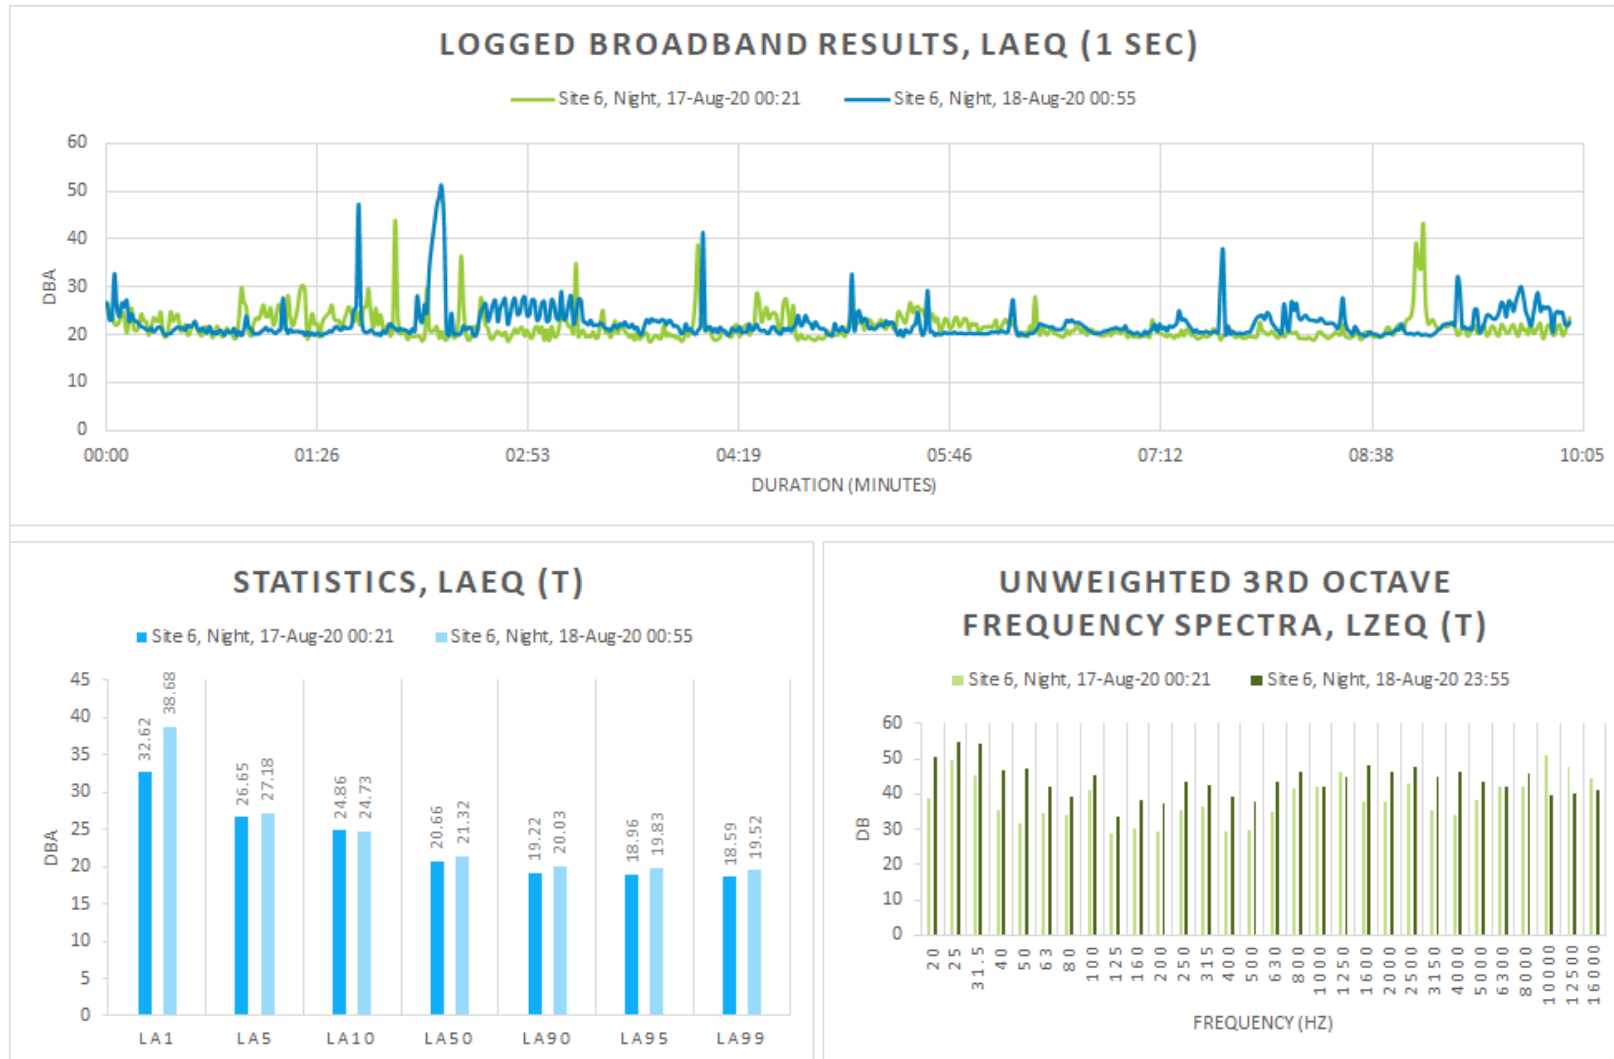 LOGGED BROADBAND RESULTS, LAEQ (1 SEC)
Site 6, Night, 17-Aug-20 00:21 Site 6, Night, 18-Aug-20 00:55
60
50
40
30
20
10
0
DBA
00:00 01:26 02:53 04:19 05:46 07:12 08:38 10:05
DURATION (MINUTES)
STATISTICS, LAEQ (T)
Site 6, Night, 17-Aug-20 00:21 Site 6, Night, 18-Aug-20 00:55
45
40
35
30
25
20
15
10
5
0
DBA
32.62 38.68 26.65 27.18 24.86 24.73 20.66 21.32 19.22 20.03 18.96 19.83 18.59 19.52
LA1 LA5 LA10 LA50 LA90 LA95 LA99
UNWEIGHTED 3RD OCTAVE
FREQUENCY SPECTRA, LZEQ (T)
Site 6, Night, 17-Aug-20 00:21 Site 6, Night, 18-Aug-20 23:55
60
50
40
30
20
10
0
DB
20 25 31.5 40 50 63 80 100 125 160 200 250 315 400 500 630 800 1000 1250 1600 2000 2500 3150 4000 5000 6300 8000 10000 12500 16000
FREQUENCY (HZ)